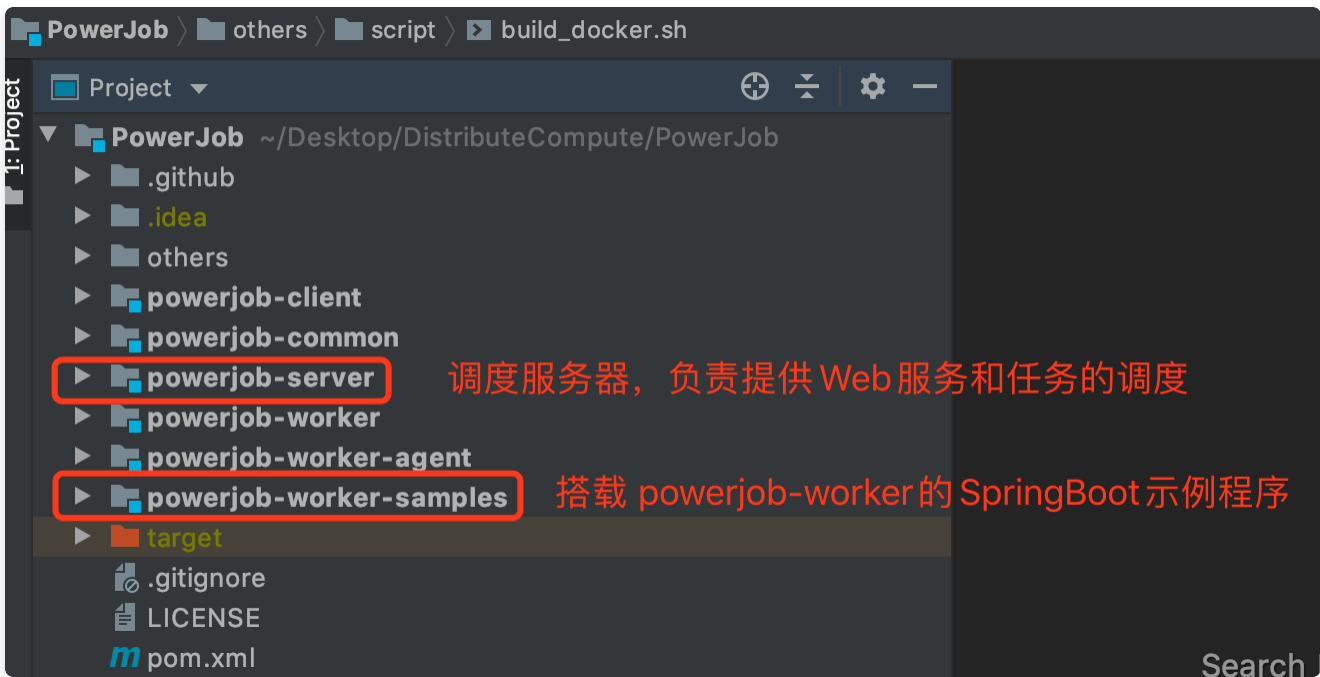 PowerJob others script build_docker.sh
1: Project
Project
PowerJob ~/Desktop/DistributeCompute/PowerJob
.github
.idea
others
powerjob-client
powerjob-common
powerjob-server 调度服务器，负责提供Web服务和任务的调度
powerjob-worker
powerjob-worker-agent
powerjob-worker-samples 搭载 powerjob-worker的SpringBoot示例程序
target
.gitignore
LICENSE
pom.xml
Search